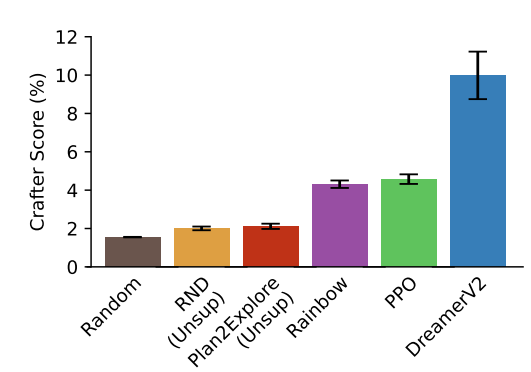 12
10
8
6
4
2
0
Crafter Score (%)
Random
RND
(Unsup)
Plan2Explore
(Unsup)
Rainbow
PPO
DreamerV2